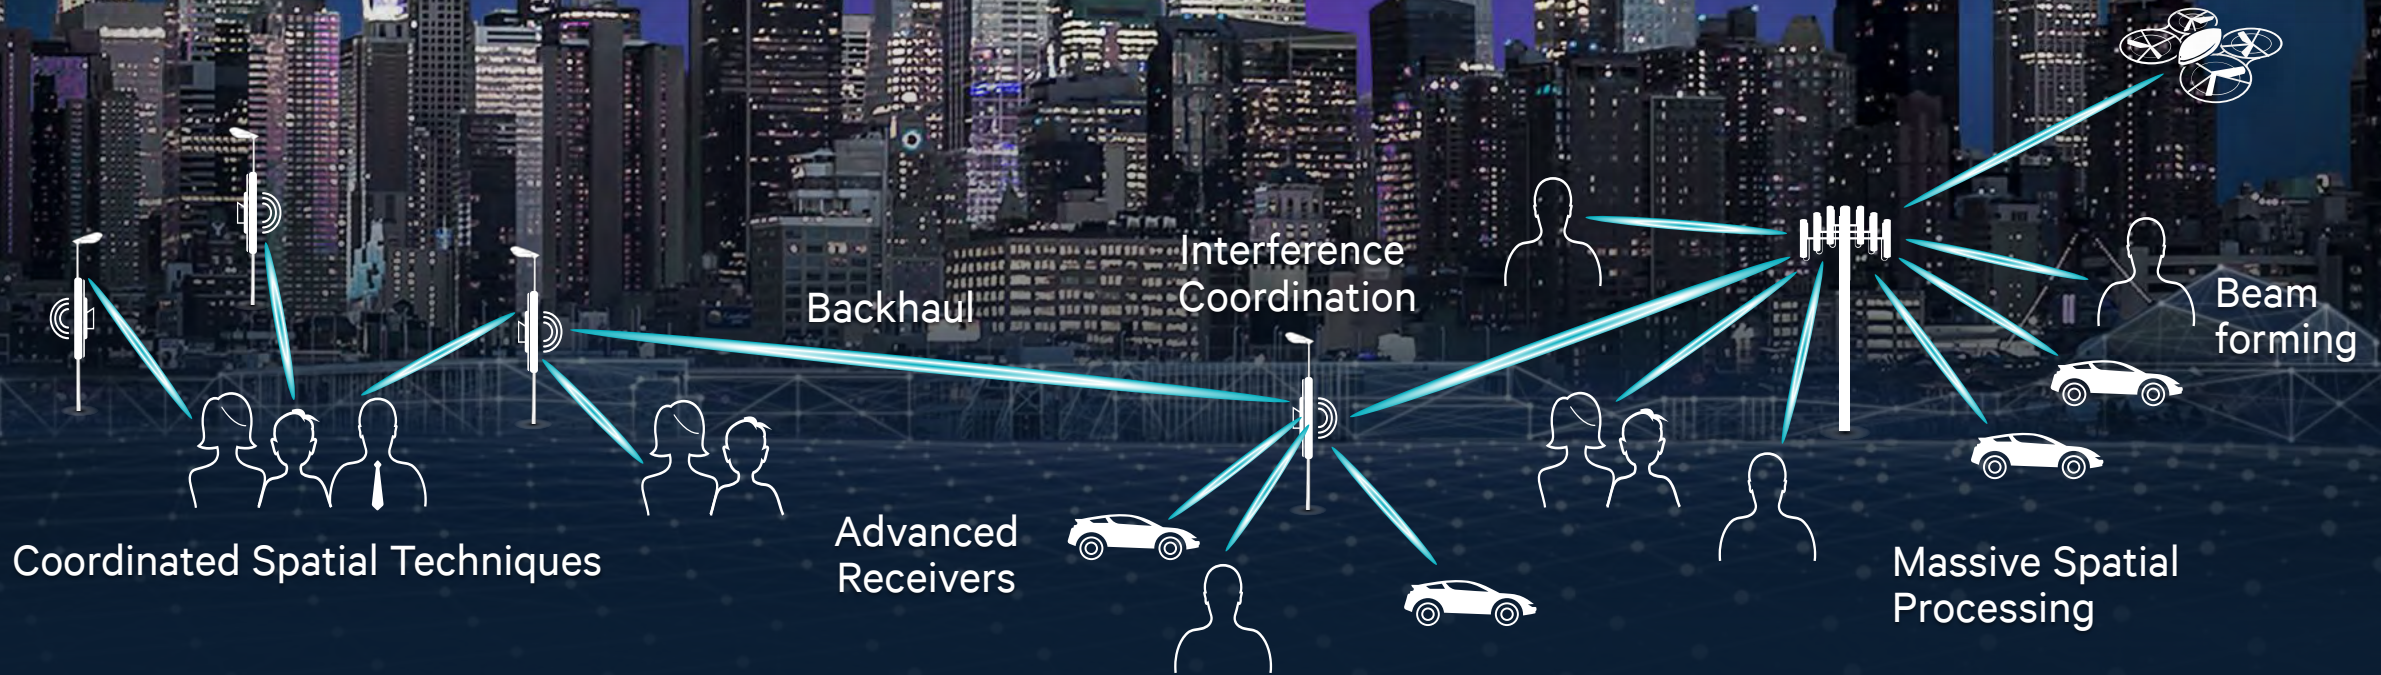 Interference
Coordination
Backhaul
Beam
forming
Advanced
Receivers
Coordinated Spatial Techniques
Massive Spatial
Processing